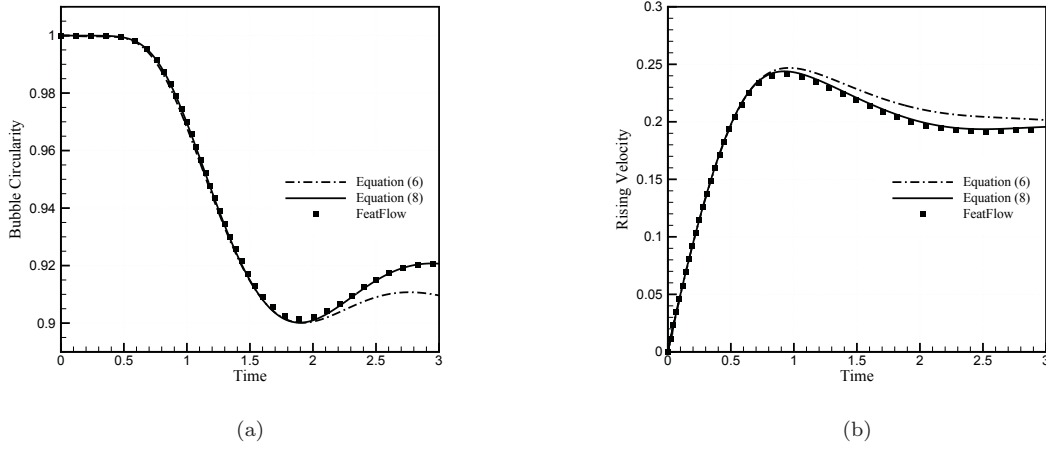 1
0.98
0.96
0.94
0.92
0.9
Bubble Circularity
Equation (6)
Equation (8)
FeatFlow
0 0.5 1 1.5 2 2.5 3
Time
(a)
0.3
0.25
0.2
0.15
0.1
0.05
0
Rising Velocity
Equation (6)
Equation (8)
FeatFlow
0 0.5 1 1.5 2 2.5 3
Time
(b)